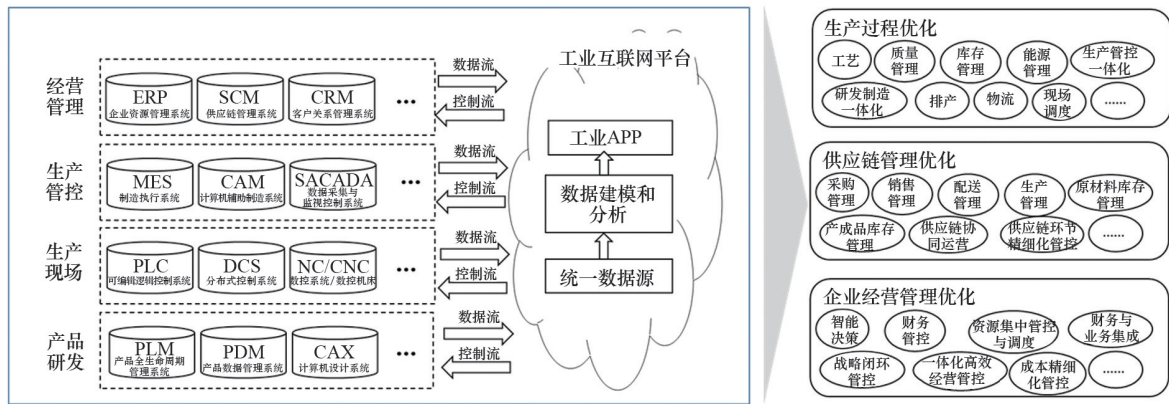 经营
管理
ERP
企业资源管理系统
SCM
供应链管理系统
CRM
客户关系管理系统
...
数据流
控制流
生产
管控
MES
制造执行系统
CAM
计算机辅助制造系统
SACADA
数据采集与
监视控制系统
...
数据流
控制流
生产
现场
PLC
可编辑逻辑控制系统
DCS
分布式控制系统
NC/CNC
数控系统/数控机床
...
数据流
控制流
产品
研发
PLM
产品全生命周期
管理系统
PDM
产品数据管理系统
CAX
计算机设计系统
...
数据流
控制流
工业互联网平台
工业APP
数据建模和
分析
统一数据源
生产过程优化
工艺
质量
管理
库存
管理
能源
管理
生产管控
一体化
研发制造
一体化
排产
物流
现场
调度
......
供应链管理优化
采购
管理
销售
管理
配送
管理
生产
管理
原材料库存
管理
产成品库存
管理
供应链协
同运营
供应链环节
精细化管控
......
企业经营管理优化
智能
决策
财务
管控
资源集中管控
与调度
财务与
业务集成
战略闭环
管控
一体化高效
经营管控
成本精细
化管控
......